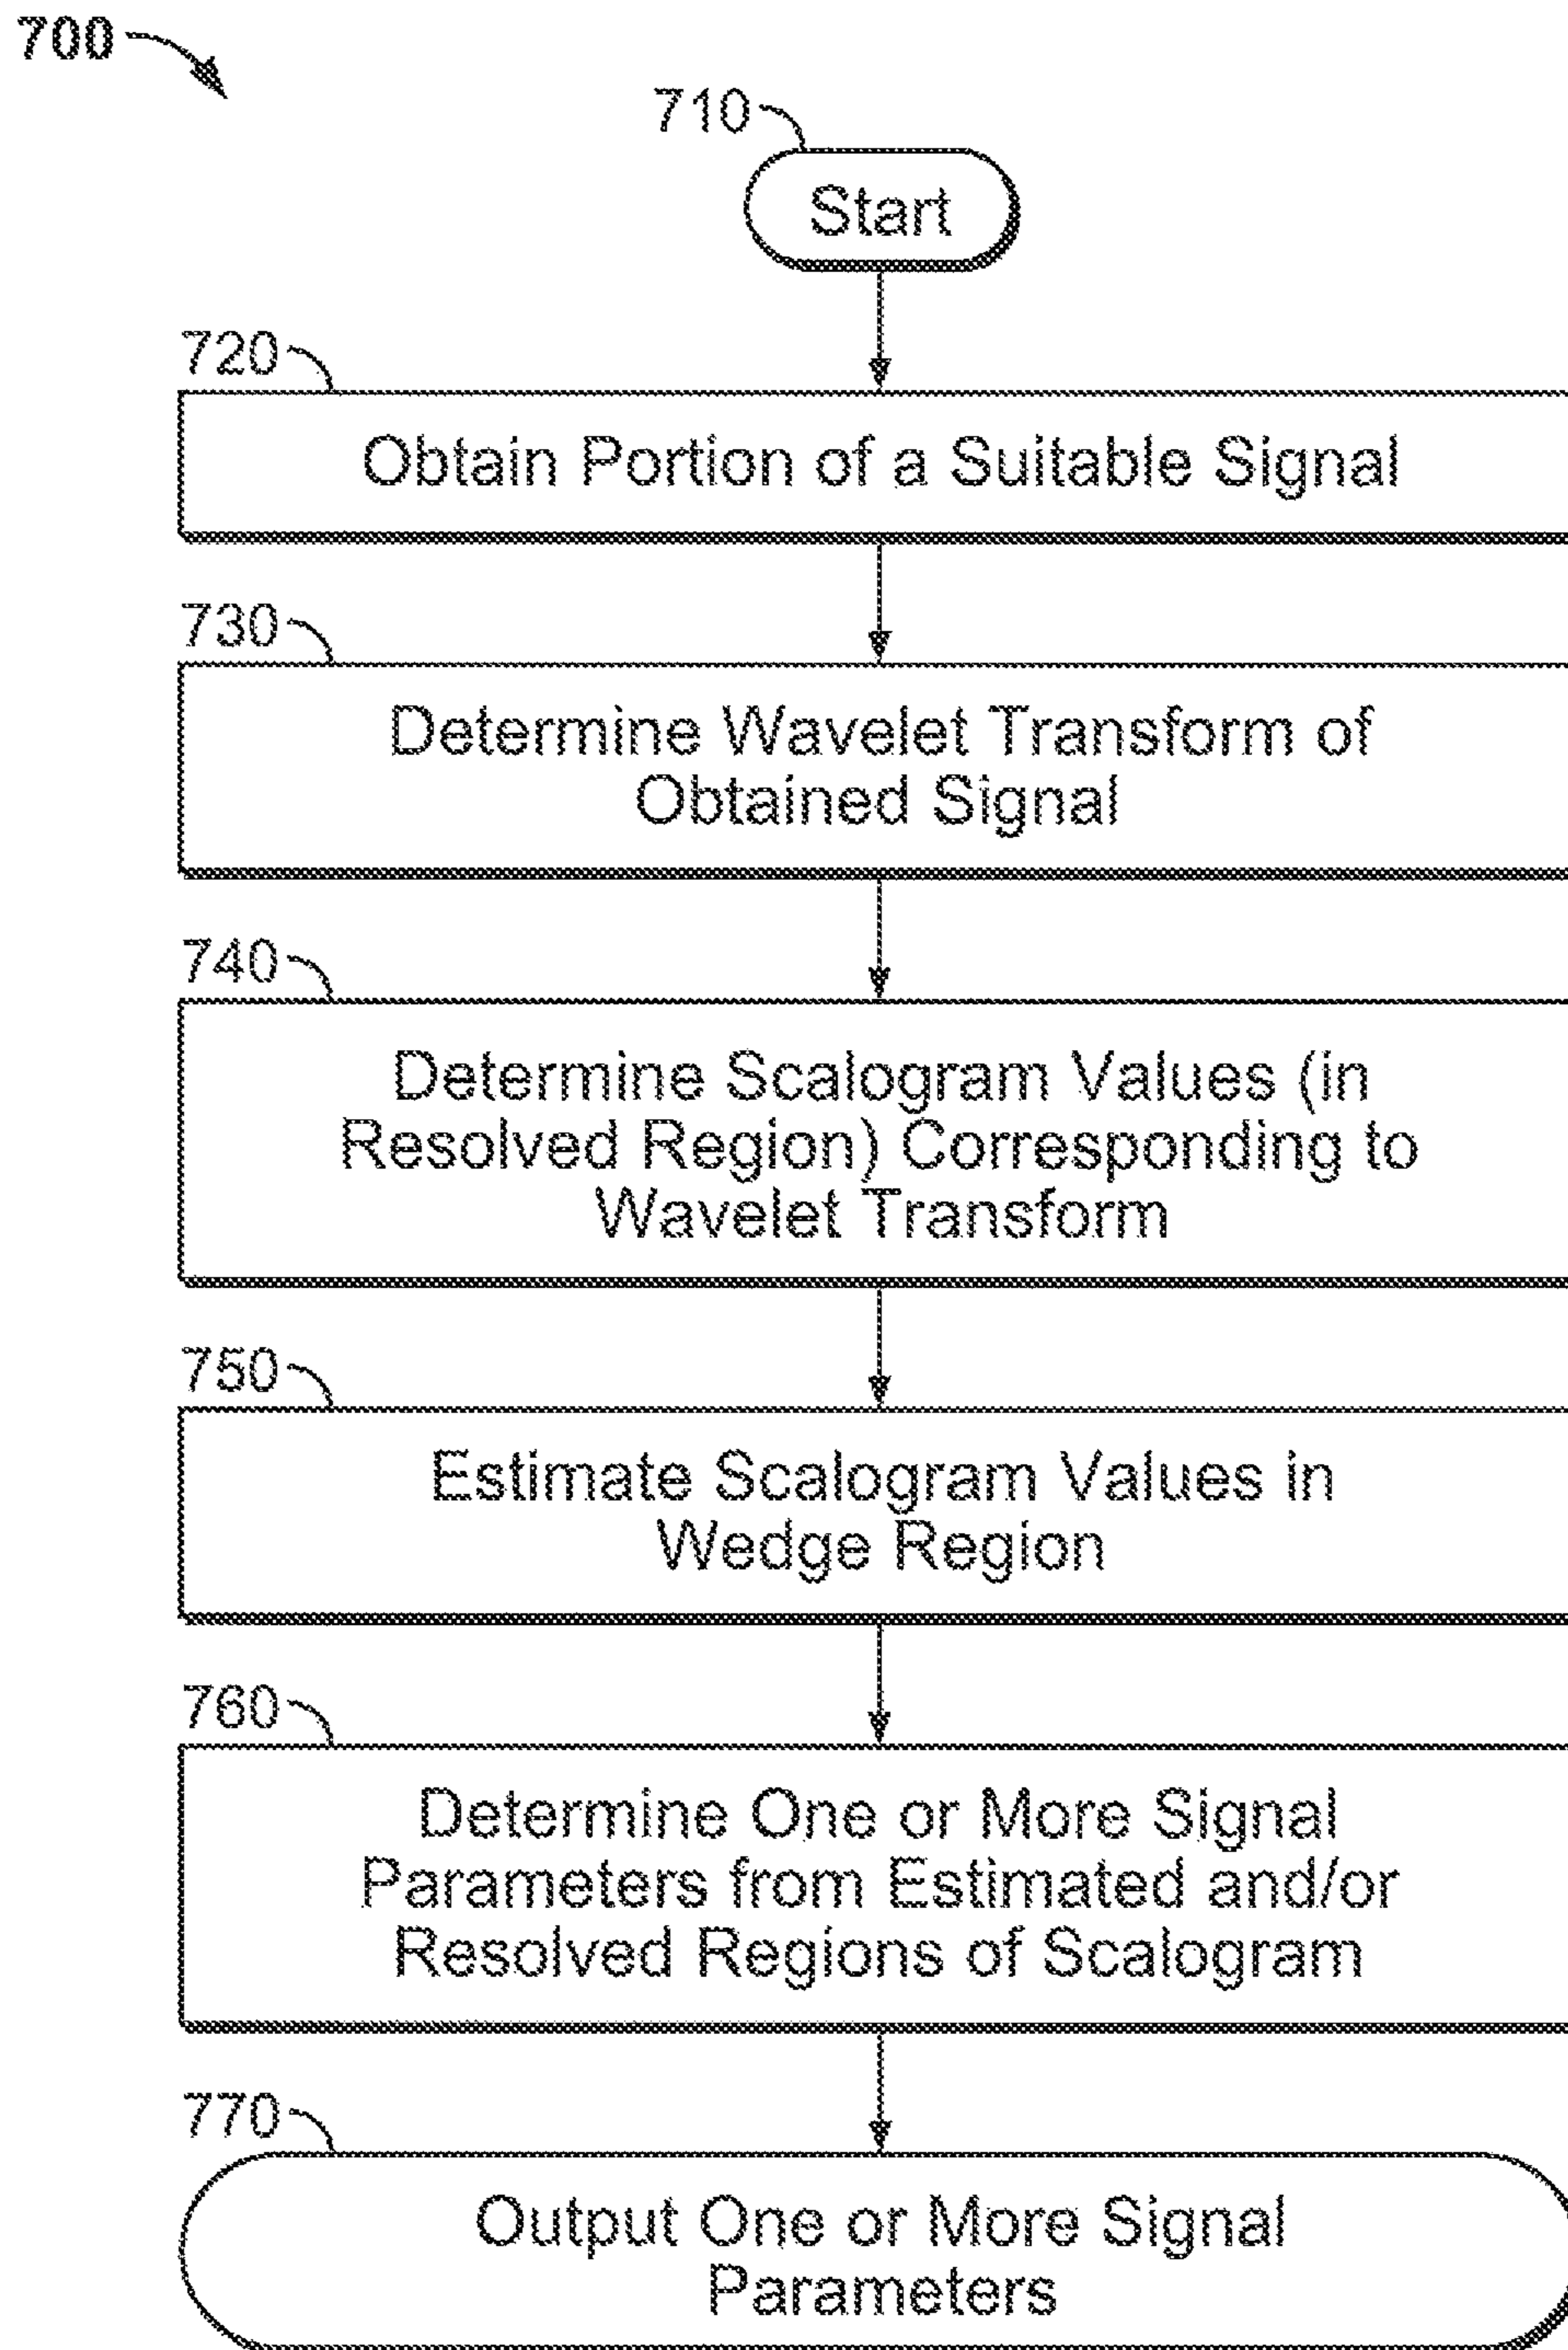 700
710
Start
720
Obtain Portion of a Suitable Signal
730
Determine Wavelet Transform of
Obtained Signal
740
Determine Scalogram Values (in
Resolved Region) Corresponding to
Wavelet Transform
750
Estimate Scalogram Values in
Wedge Region
760
Determine One or More Signal
Parameters from Estimated and/or
Resolved Regions of Scalogram
770
Output One or More Signal
Parameters